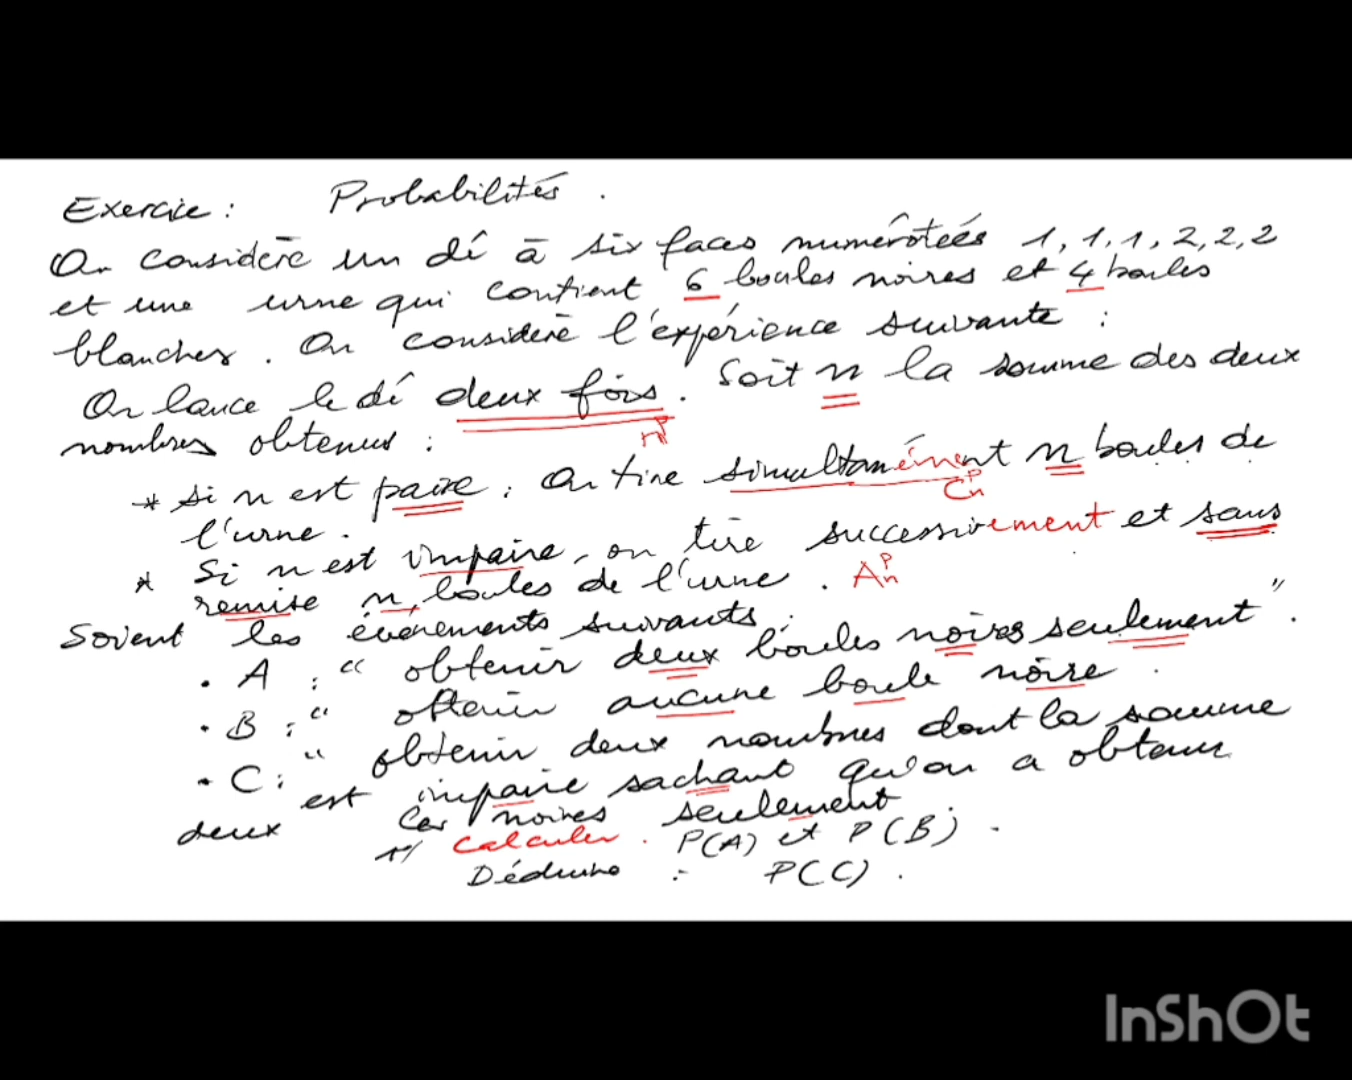 Exercice : Probabilités .
On considère un dé à six faces numérotées 1, 1, 1, 2, 2, 2
et une urne qui contient 6 boules noires et 4 boules
blanches . On considère l'expérience suivante :
On lance le dé deux fois . Soit n la somme des deux
nombres obtenus :
n^p
* si n est paire , On tire simultanément n boules de
C_n^p
l'urne .
* Si n est impaire , on tire successivement et sans
remise n boules de l'urne . A_n^p
Soient les événements suivants :
• A : " obtenir deux boules noires seulement " .
• B : " obtenir aucune boule noire .
• C : " obtenir deux nombres dont la somme
est impaire sachant qu'on a obtenu
deux noires seulement
1/ Calculer . P(A) et P(B) .
Déduire : P(C) .
InShOt